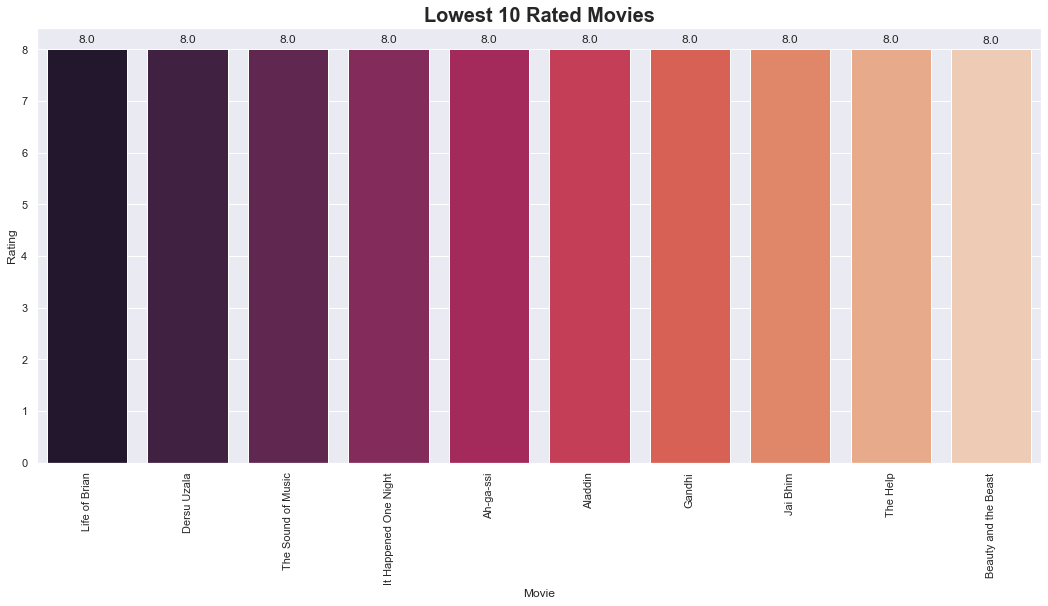 Lowest 10 Rated Movies
8.0 8.0 8.0 8.0 8.0 8.0 8.0 8.0 8.0 8.0
8
7
6
5
4
3
2
1
0
Rating
Life of Brian
Dersu Uzala
The Sound of Music
It Happened One Night
Ah-ga-ssi
Aladdin
Gandhi
Jai Bhim
The Help
Beauty and the Beast
Movie